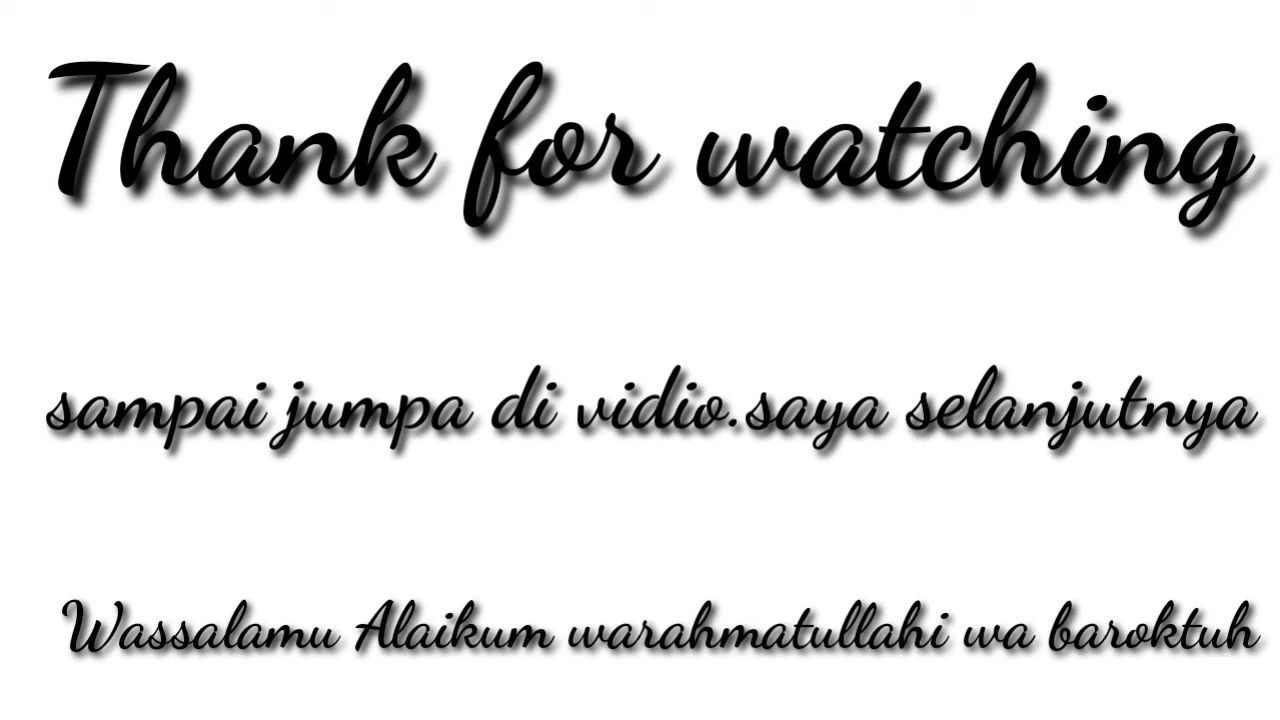 Thank for watching
sampai jumpa di vidio.saya selanjutnya
Wassalamu Alaikum warahmatullahi wa baroktuh